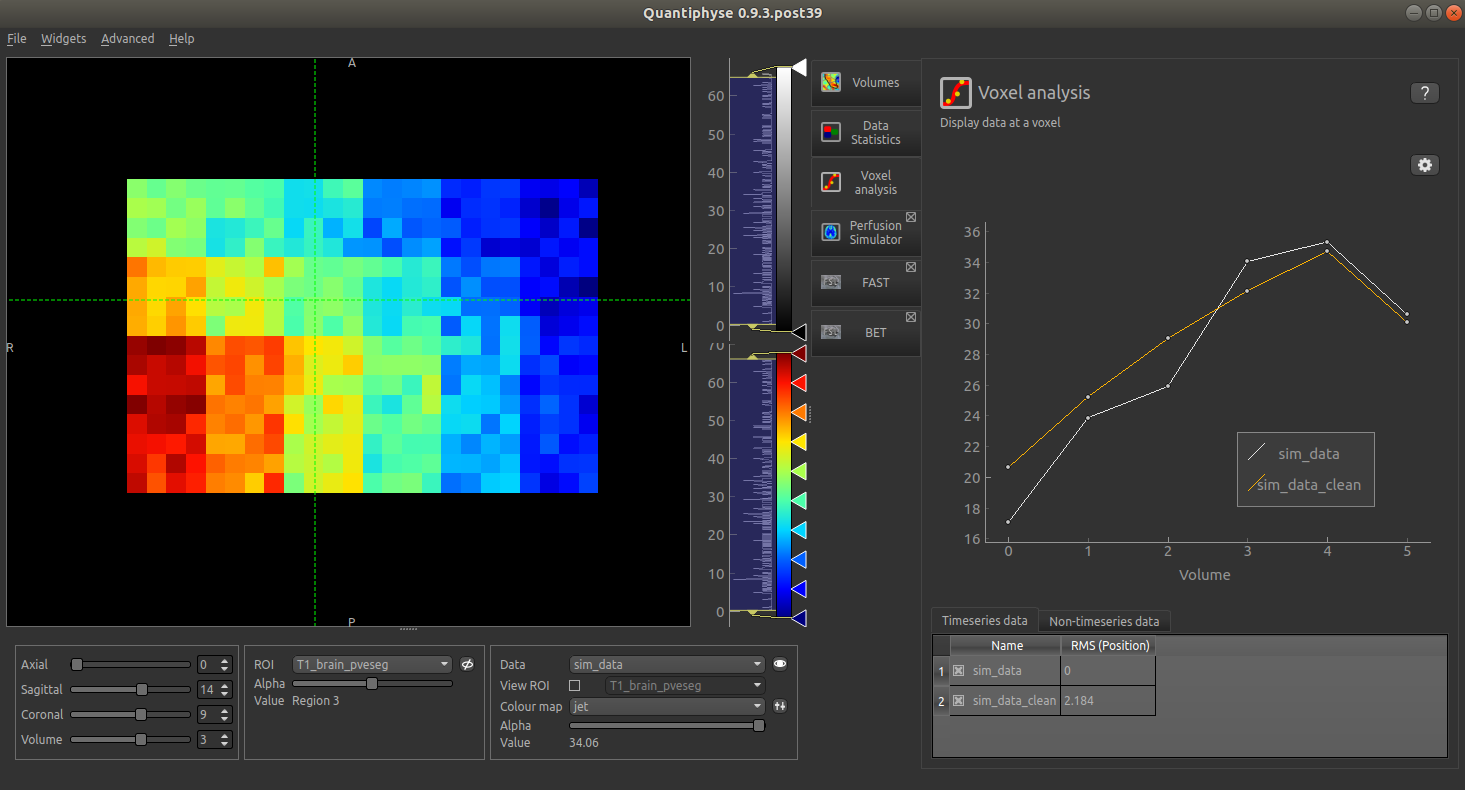 Quantiphyse 0.9.3.post39
File Widgets Advanced Help
A
R
L
P
60
50
40
30
20
10
0
70
60
50
40
30
20
10
0
Volumes
Data
Statistics
Voxel
analysis
Perfusion
Simulator
FSL FAST
FSL BET
Voxel analysis
?
Display data at a voxel
36
34
32
30
28
26
24
22
20
18
16
0 1 2 3 4 5
Volume
sim_data
sim_data_clean
Timeseries data Non-timeseries data
Name RMS (Position)
1 sim_data 0
2 sim_data_clean 2.184
Axial 0
Sagittal 14
Coronal 9
Volume 3
ROI T1_brain_pveseg
Alpha
Value Region 3
Data sim_data
View ROI T1_brain_pveseg
Colour map jet
Alpha
Value 34.06